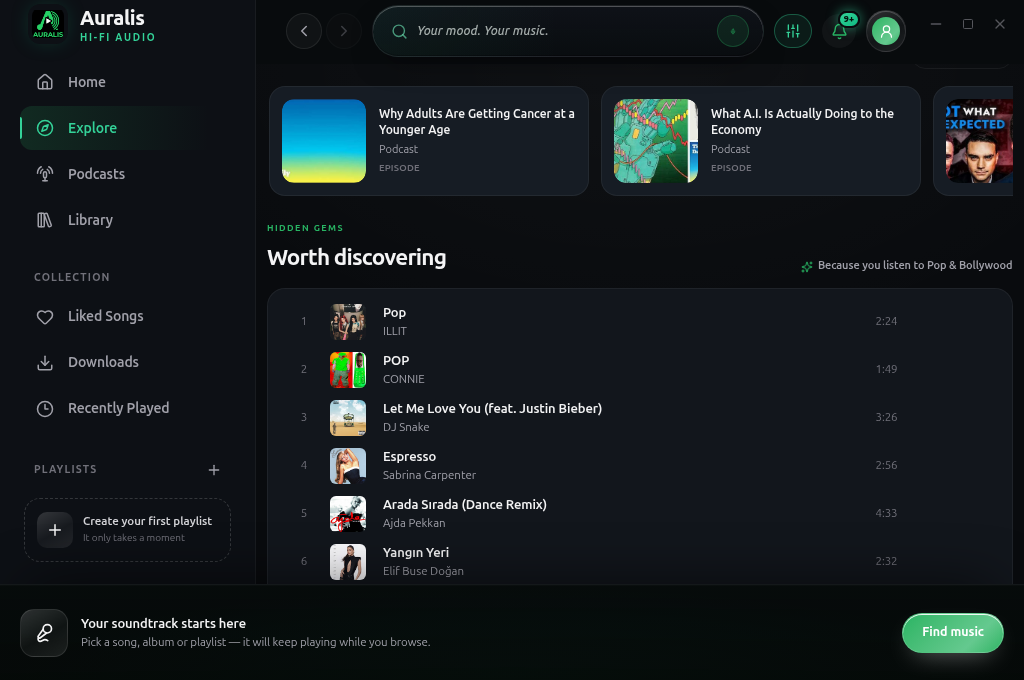 Auralis
HI-FI AUDIO
AURALIS
Your mood. Your music.
9+
Home
Explore
Podcasts
Library
COLLECTION
Liked Songs
Downloads
Recently Played
PLAYLISTS
Create your first playlist
It only takes a moment
Why Adults Are Getting Cancer at a
Younger Age
Podcast
EPISODE
What A.I. Is Actually Doing to the
Economy
Podcast
EPISODE
WHAT
EXPECTED
HIDDEN GEMS
Worth discovering
Because you listen to Pop & Bollywood
1
Pop
ILLIT
2:24
2
POP
CONNIE
1:49
3
Let Me Love You (feat. Justin Bieber)
DJ Snake
3:26
4
Espresso
Sabrina Carpenter
2:56
5
Arada Sırada (Dance Remix)
Ajda Pekkan
4:33
6
Yangın Yeri
Elif Buse Doğan
2:32
Your soundtrack starts here
Pick a song, album or playlist — it will keep playing while you browse.
Find music